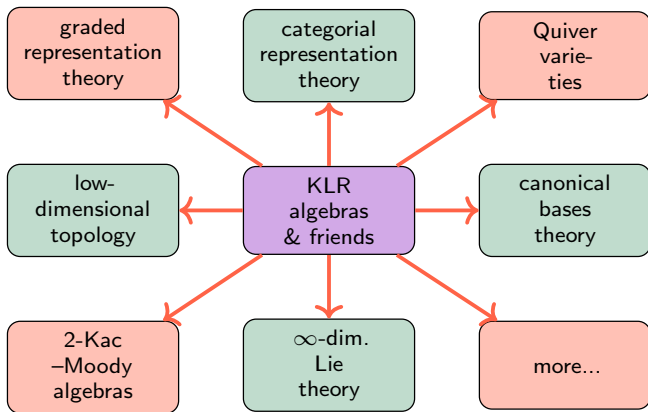 graded
representation
theory
categorial
representation
theory
Quiver
varie-
ties
low-
dimensional
topology
KLR
algebras
& friends
canonical
bases
theory
2-Kac
–Moody
algebras
∞-dim.
Lie
theory
more...